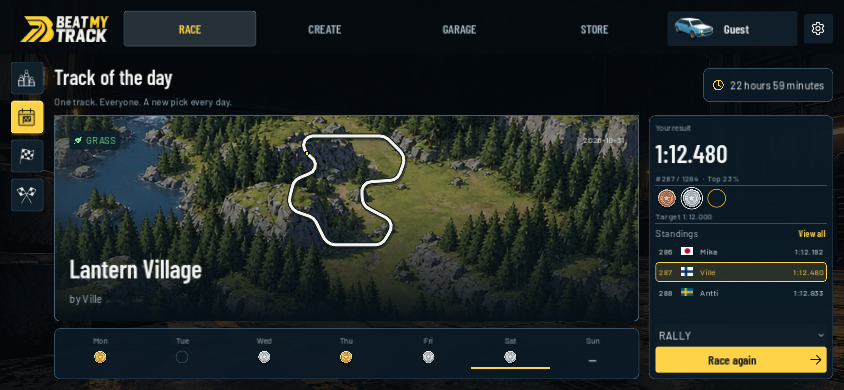 BEAT MY
TRACK
RACE
CREATE
GARAGE
STORE
Guest
Track of the day
One track. Everyone. A new pick every day.
22 hours 59 minutes
GRASS
2026-10-31
Lantern Village
by Ville
Mon
Tue
Wed
Thu
Fri
Sat
Sun
Your result
1:12.480
#287 / 1284 · Top 23%
Target 1:12.000
Standings
View all
286 Mika 1:12.192
287 Ville 1:12.480
288 Antti 1:12.833
RALLY
Race again